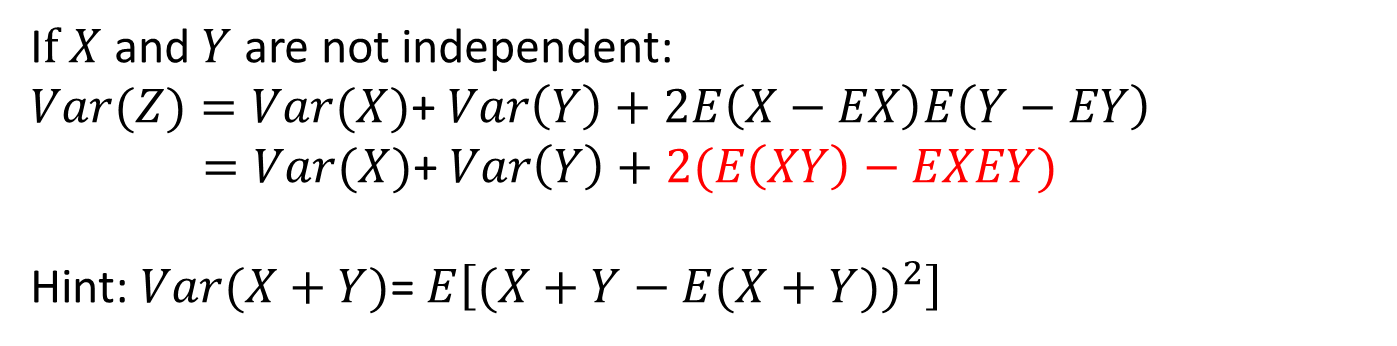 If X and Y are not independent:
Var(Z) = Var(X)+ Var(Y) + 2E(X − EX)E(Y − EY)
= Var(X)+ Var(Y) + 2(E(XY) − EXEY)
Hint: Var(X + Y)= E[(X + Y − E(X + Y))²]